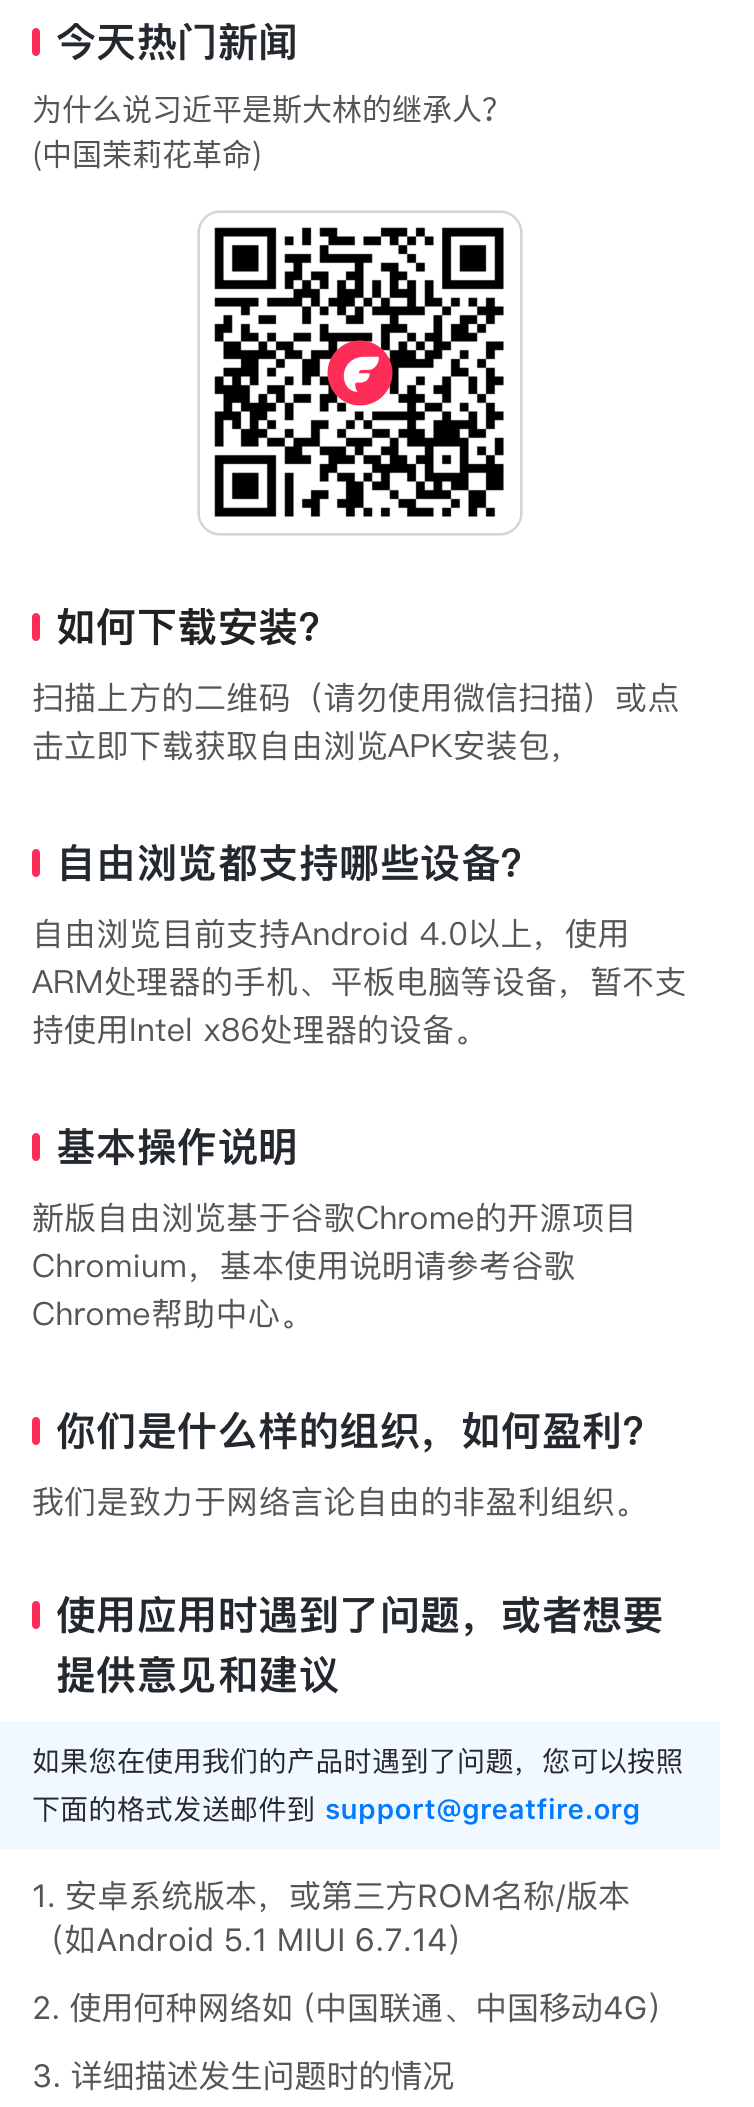 今天热门新闻
为什么说习近平是斯大林的继承人？
(中国茉莉花革命)
如何下载安装?
扫描上方的二维码（请勿使用微信扫描）或点
击立即下载获取自由浏览APK安装包，
自由浏览都支持哪些设备?
自由浏览目前支持Android 4.0以上，使用
ARM处理器的手机、平板电脑等设备，暂不支
持使用Intel x86处理器的设备。
基本操作说明
新版自由浏览基于谷歌Chrome的开源项目
Chromium，基本使用说明请参考谷歌
Chrome帮助中心。
你们是什么样的组织，如何盈利?
我们是致力于网络言论自由的非盈利组织。
使用应用时遇到了问题，或者想要
提供意见和建议
如果您在使用我们的产品时遇到了问题，您可以按照
下面的格式发送邮件到 support@greatfire.org
1. 安卓系统版本，或第三方ROM名称/版本
（如Android 5.1 MIUI 6.7.14）
2. 使用何种网络如 (中国联通、中国移动4G）
3. 详细描述发生问题时的情况